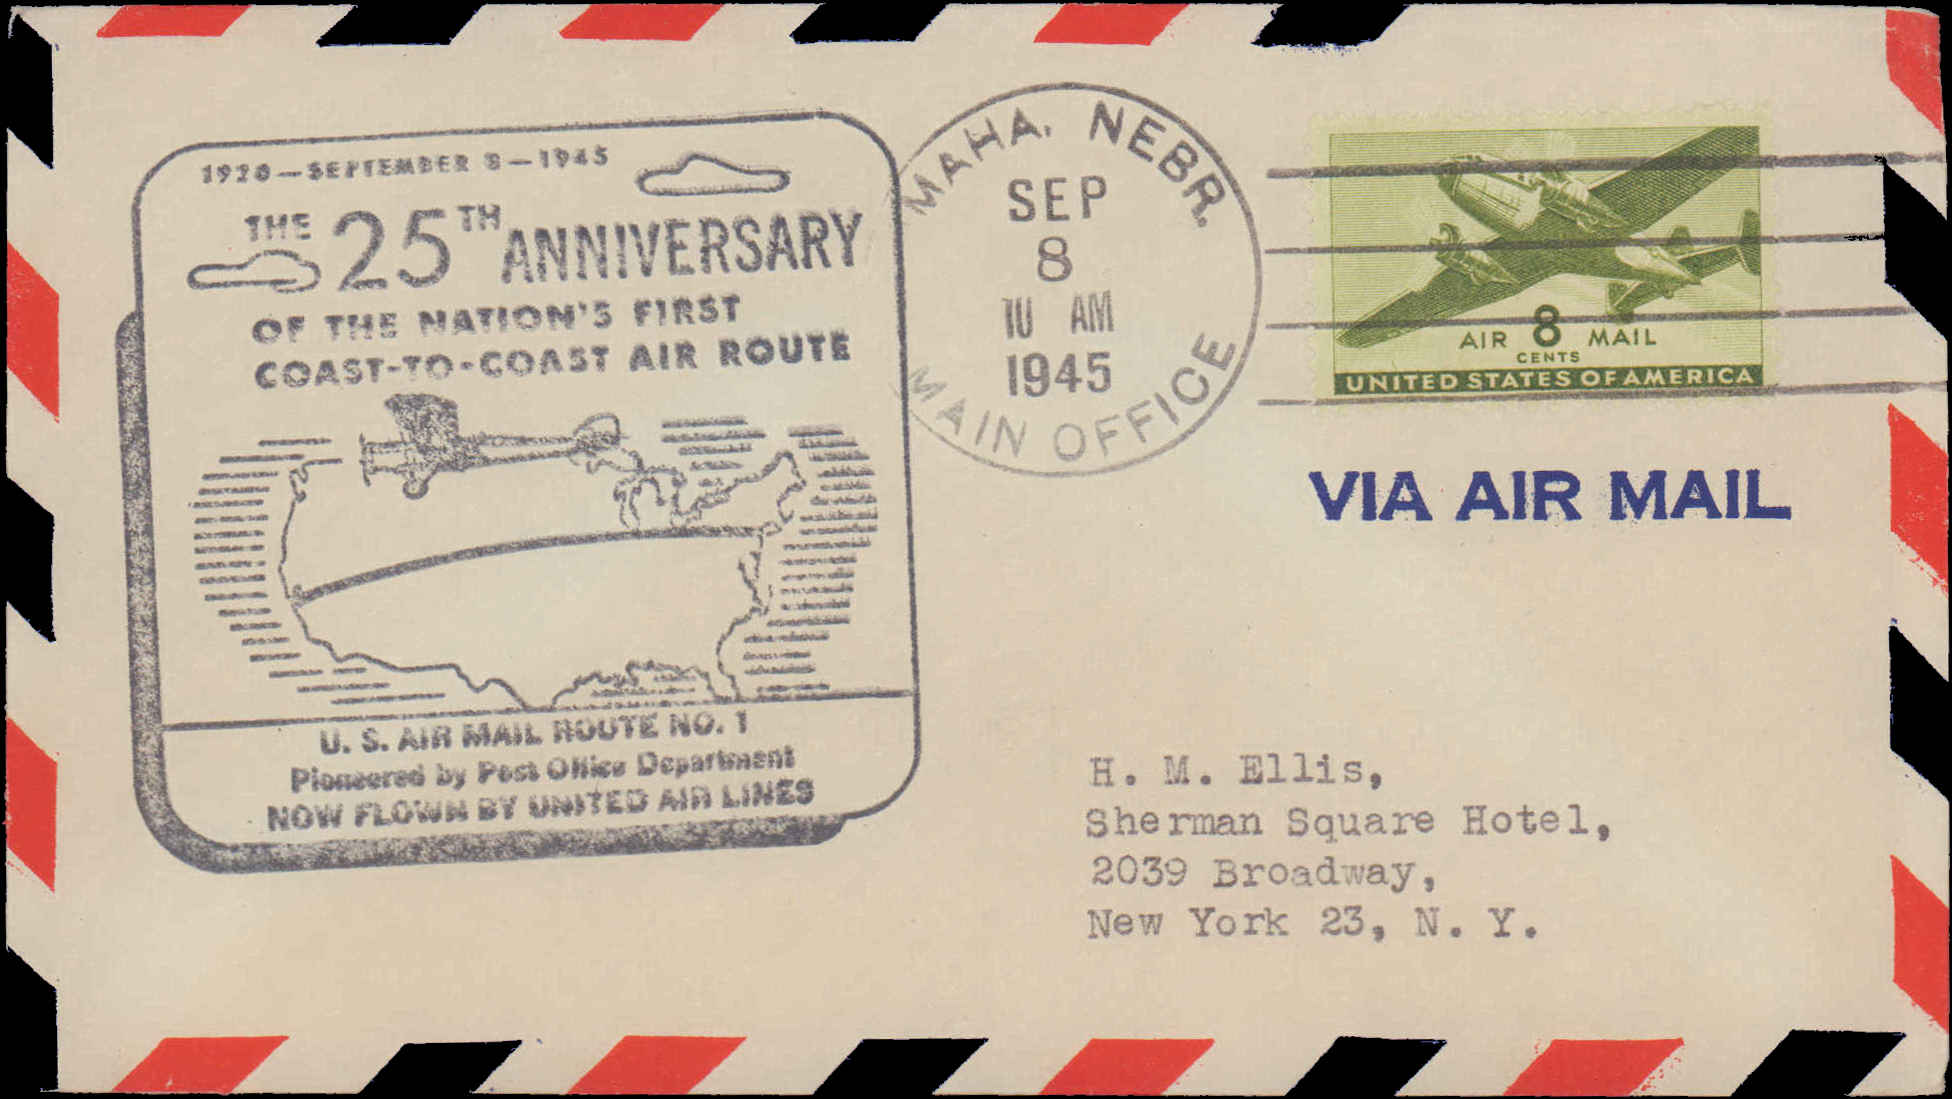 1920—SEPTEMBER 8—1945
THE 25TH ANNIVERSARY
OF THE NATION'S FIRST
COAST-TO-COAST AIR ROUTE
U. S. AIR MAIL ROUTE NO. 1
Pioneered by Post Office Department
NOW FLOWN BY UNITED AIR LINES
MAHA, NEBR.
SEP
8
10 AM
1945
MAIN OFFICE
AIR 8 MAIL
CENTS
UNITED STATES OF AMERICA
VIA AIR MAIL
H. M. Ellis,
Sherman Square Hotel,
2039 Broadway,
New York 23, N. Y.